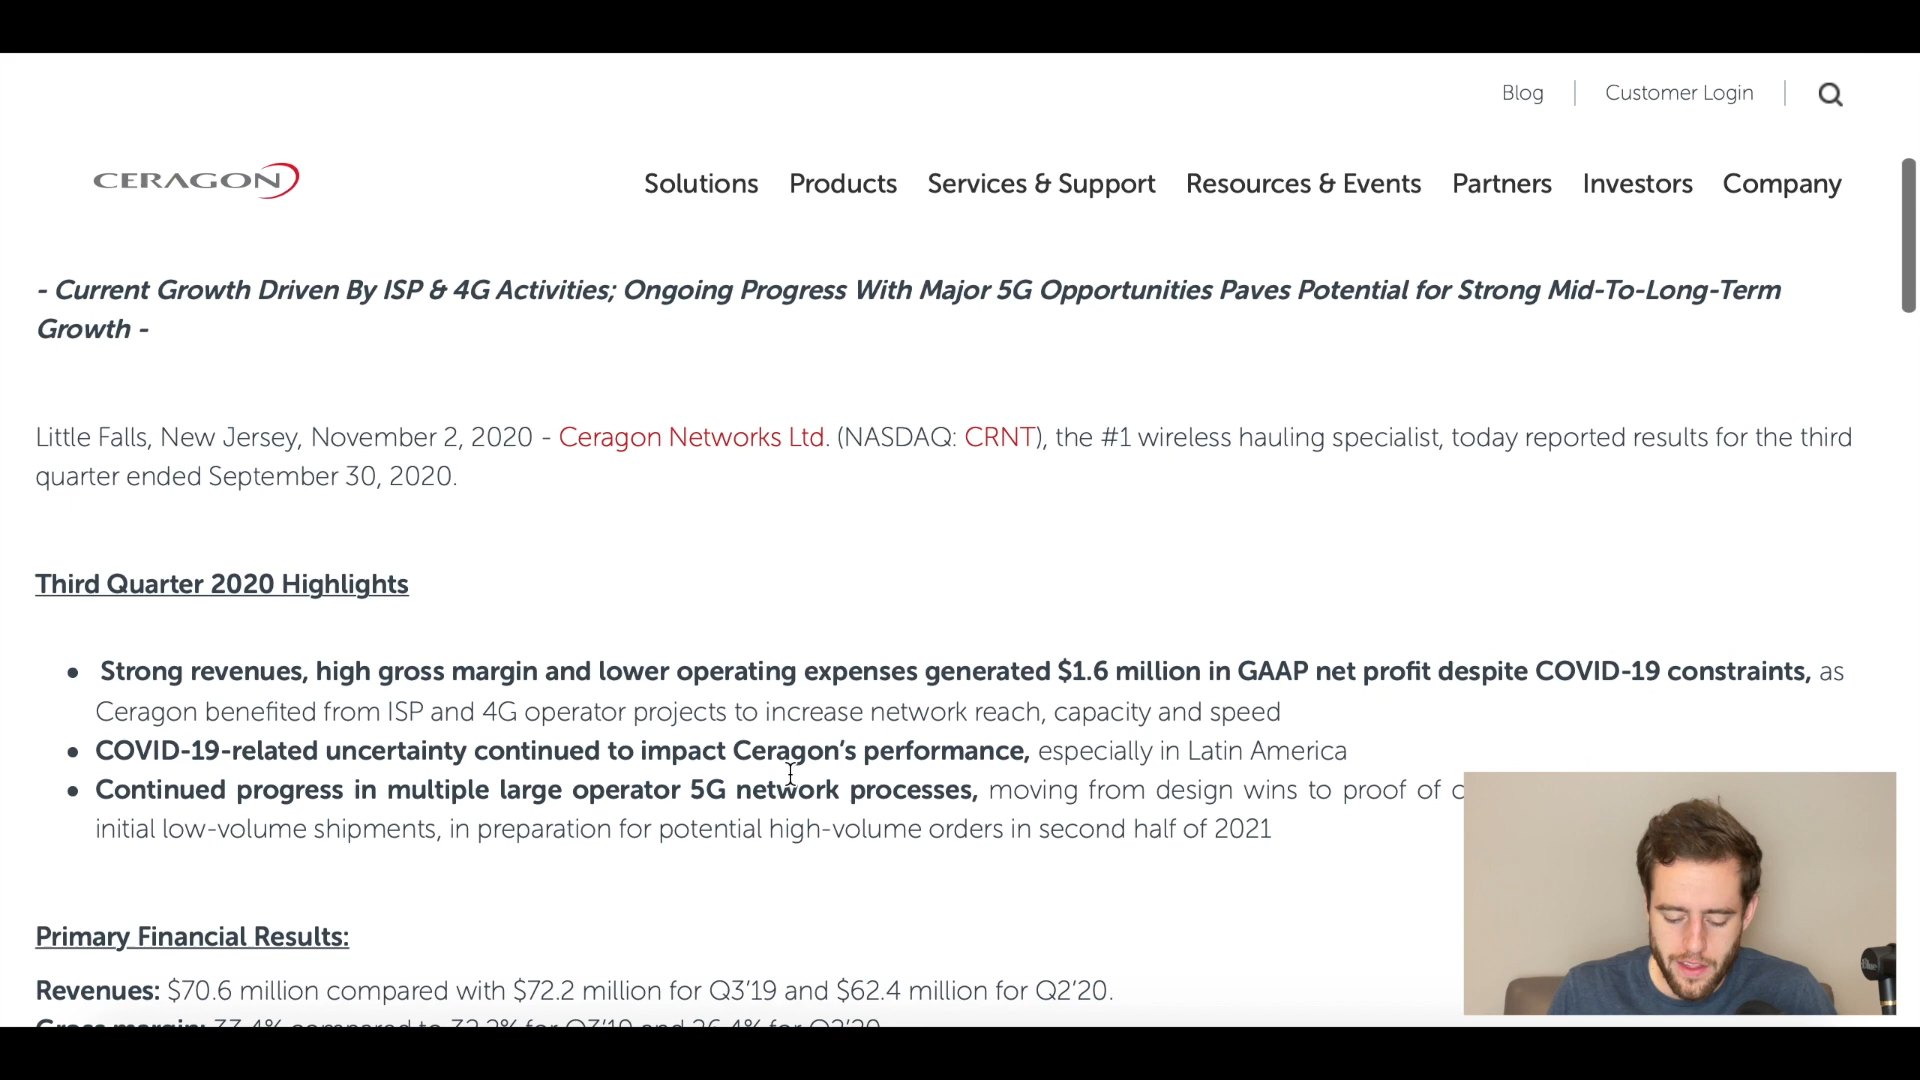 Blog
Customer Login
CERAGON
Solutions
Products
Services & Support
Resources & Events
Partners
Investors
Company
- Current Growth Driven By ISP & 4G Activities; Ongoing Progress With Major 5G Opportunities Paves Potential for Strong Mid-To-Long-Term
Growth -
Little Falls, New Jersey, November 2, 2020 - Ceragon Networks Ltd. (NASDAQ: CRNT), the #1 wireless hauling specialist, today reported results for the third
quarter ended September 30, 2020.
Third Quarter 2020 Highlights
• Strong revenues, high gross margin and lower operating expenses generated $1.6 million in GAAP net profit despite COVID-19 constraints, as
Ceragon benefited from ISP and 4G operator projects to increase network reach, capacity and speed
• COVID-19-related uncertainty continued to impact Ceragon's performance, especially in Latin America
• Continued progress in multiple large operator 5G network processes, moving from design wins to proof of
initial low-volume shipments, in preparation for potential high-volume orders in second half of 2021
Primary Financial Results:
Revenues: $70.6 million compared with $72.2 million for Q3'19 and $62.4 million for Q2'20.
Blue